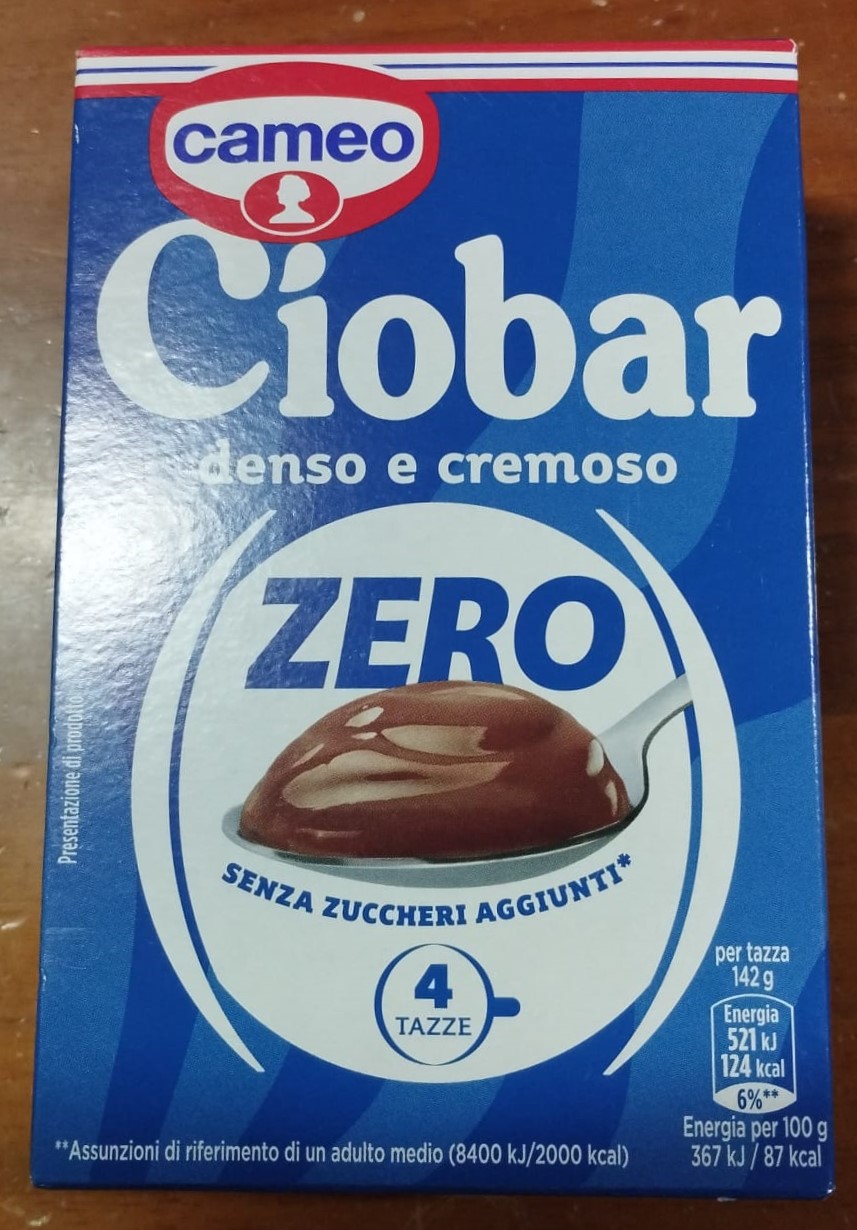 cameo
Ciobar
denso e cremoso
ZERO
SENZA ZUCCHERI AGGIUNTI*
4
TAZZE
Presentazione di prodotto
per tazza
142 g
Energia
521 kJ
124 kcal
6%**
Energia per 100 g
367 kJ / 87 kcal
**Assunzioni di riferimento di un adulto medio (8400 kJ/2000 kcal)